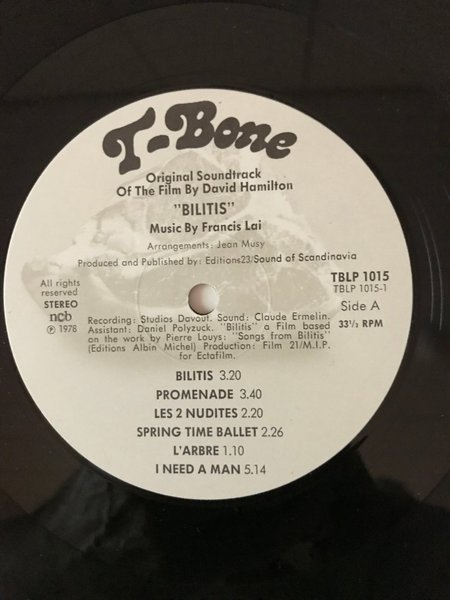 T-Bone
Original Soundtrack
Of The Film By David Hamilton
"BILITIS"
Music By Francis Lai
Arrangements: Jean Musy
Produced and Published by: Editions23/Sound of Scandinavia
All rights
reserved
STEREO
ncb
Ⓟ 1978
TBLP 1015
TBLP 1015-1
Side A
33⅓ RPM
Recording: Studios Davout. Sound: Claude Ermelin.
Assistant: Daniel Polyzuck. "Bilitis" a Film based
on the work by Pierre Louys: "Songs from Bilitis"
(Editions Albin Michel) Production: Film 21/M.I.P.
for Ectafilm.
BILITIS 3.20
PROMENADE 3.40
LES 2 NUDITES 2.20
SPRING TIME BALLET 2.26
L'ARBRE 1.10
I NEED A MAN 5.14